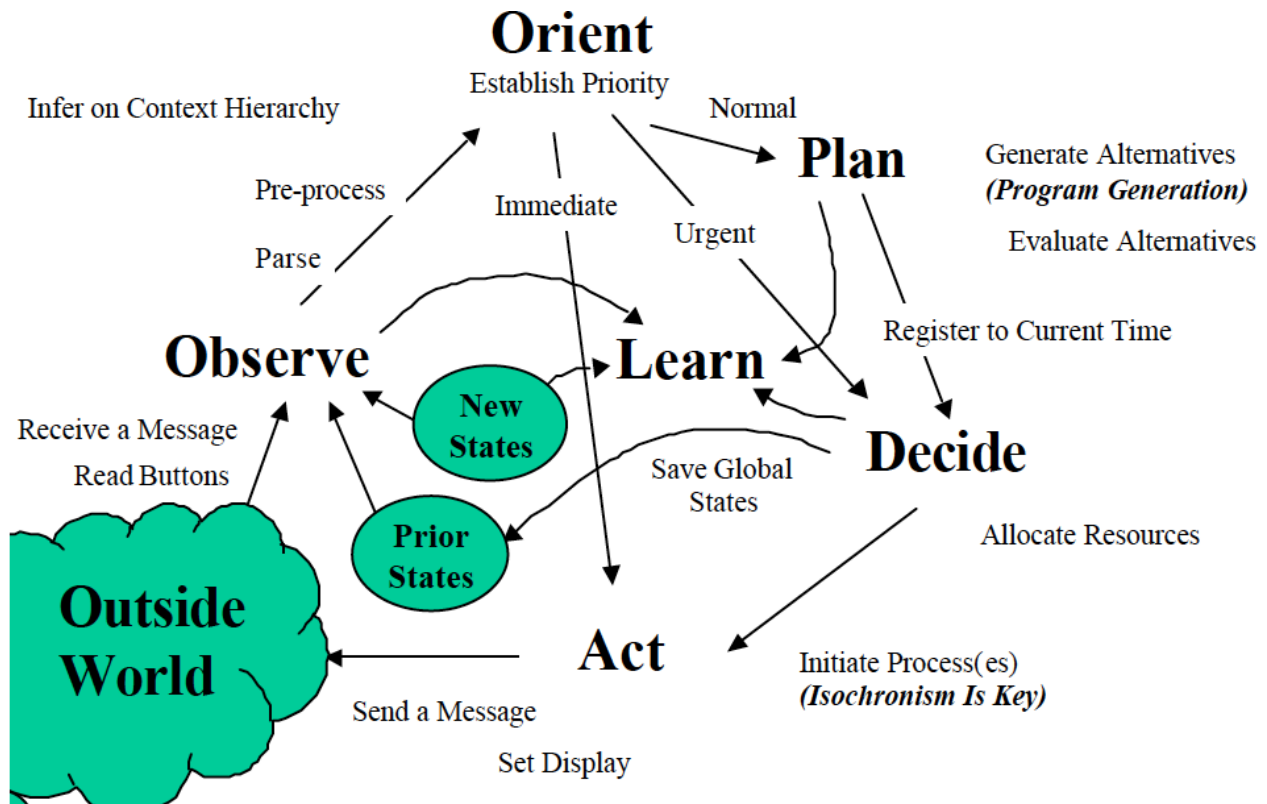 Orient
Establish Priority
Infer on Context Hierarchy
Normal
Plan
Generate Alternatives
(Program Generation)
Pre-process
Immediate
Urgent
Evaluate Alternatives
Parse
Register to Current Time
Observe
Learn
New
States
Receive a Message
Read Buttons
Decide
Save Global
States
Prior
States
Allocate Resources
Outside
World
Act
Initiate Process(es)
(Isochronism Is Key)
Send a Message
Set Display